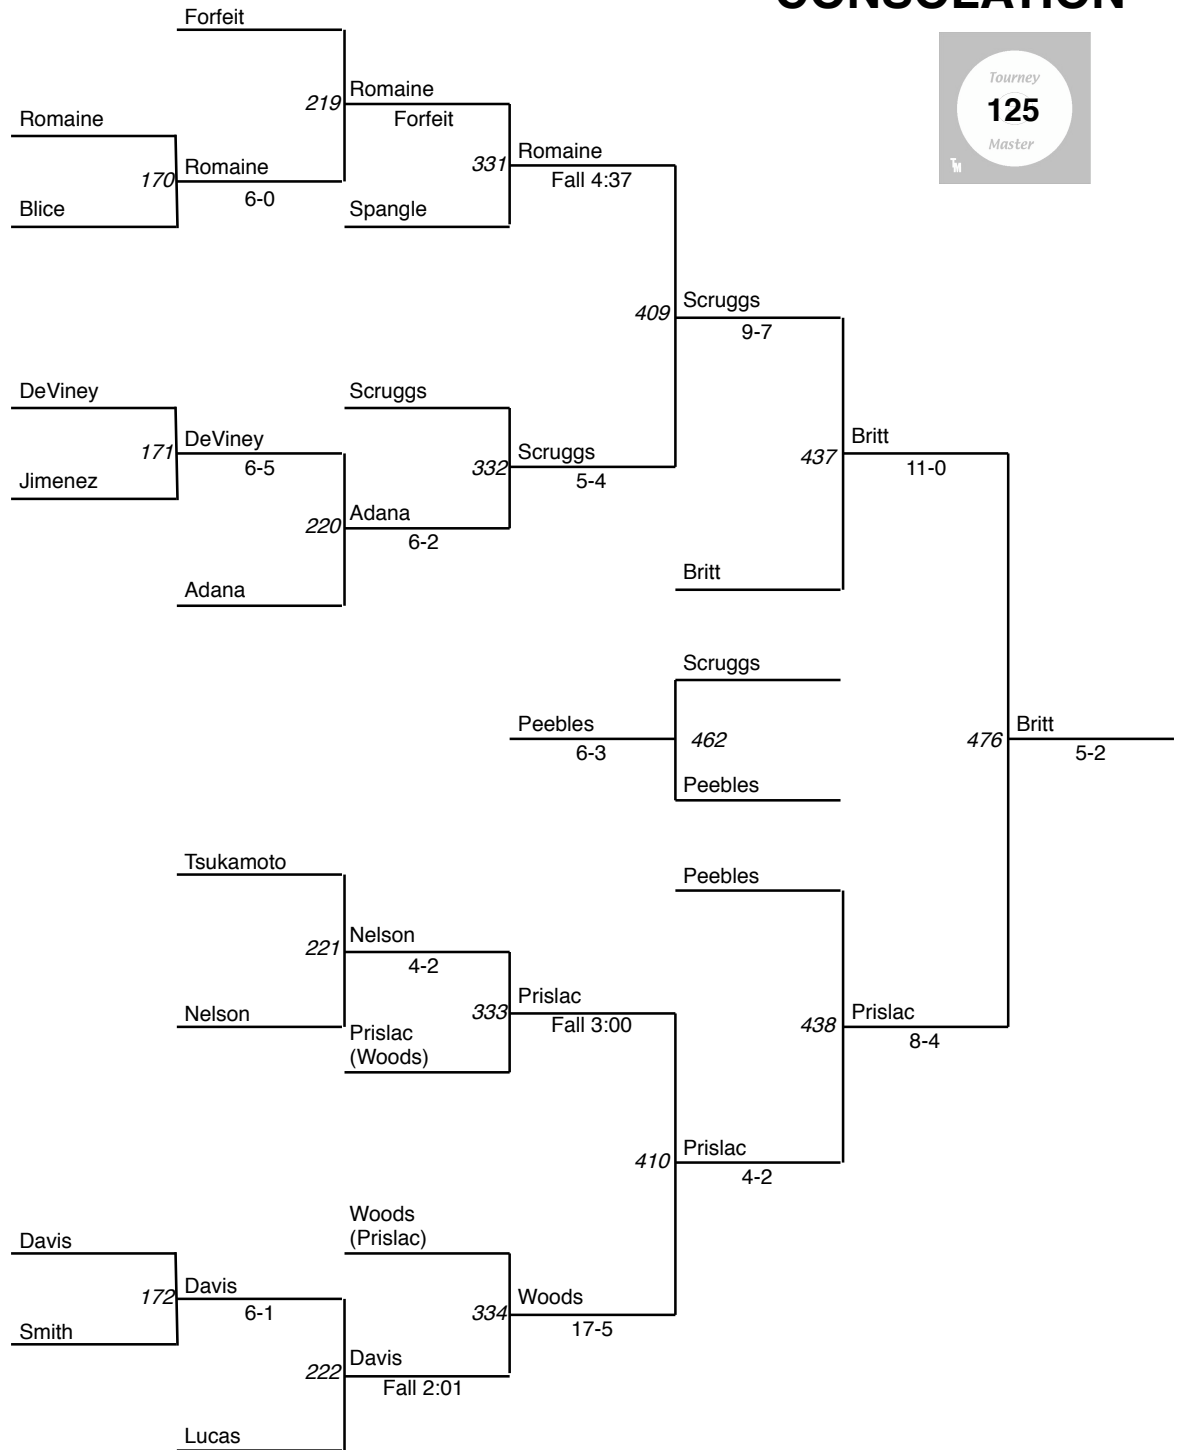 CONSOLATION
Forfeit
Tourney
125
Master
TM
219
Romaine
Forfeit
Romaine
331
Romaine
Fall 4:37
170
Romaine
6-0
Blice
Spangle
409
Scruggs
9-7
DeViney
Scruggs
171
DeViney
6-5
332
Scruggs
5-4
437
Britt
11-0
Jimenez
220
Adana
6-2
Britt
Adana
Scruggs
Peebles
6-3
462
476
Britt
5-2
Peebles
Tsukamoto
Peebles
221
Nelson
4-2
333
Prislac
Fall 3:00
438
Prislac
8-4
Nelson
Prislac
(Woods)
410
Prislac
4-2
Woods
(Prislac)
Davis
172
Davis
6-1
334
Woods
17-5
Smith
222
Davis
Fall 2:01
Lucas